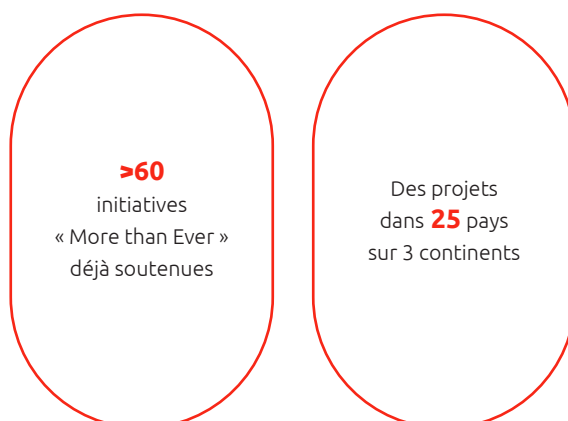 >60
initiatives
« More than Ever »
déjà soutenues
Des projets
dans 25 pays
sur 3 continents